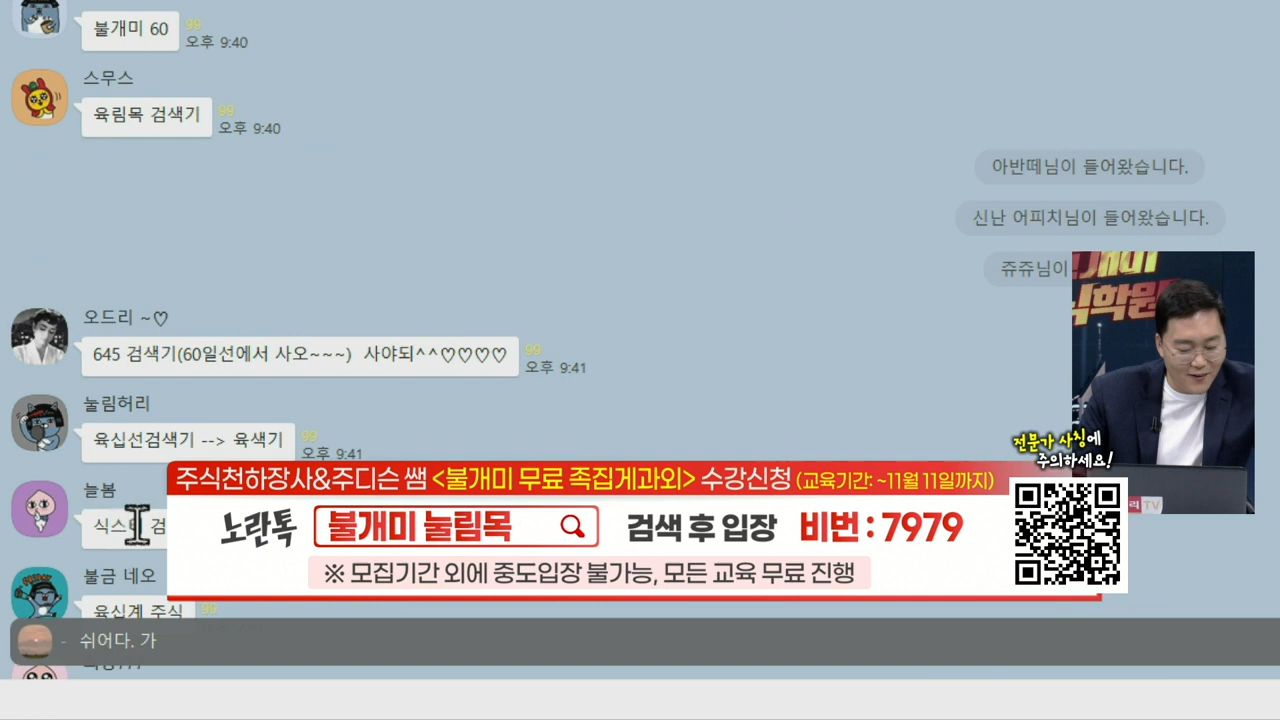 불개미 60
99
오후 9:40
스무스
육림목 검색기
99
오후 9:40
아반떼님이 들어왔습니다.
신난 어피치님이 들어왔습니다.
쥬쥬님이
오드리 ~♡
645 검색기(60일선에서 사오~~~) 사야되^^♡♡♡♡
99
오후 9:41
눌림허리
육십선검색기 --> 육색기
99
오후 9:41
늘봄
식스 검
불금 네오
육십계 주식
99
- 쉬어다. 가
전문가 사칭에
주의하세요!
주식천하장사&주디슨 쌤 <불개미 무료 족집게과외> 수강신청 (교육기간: ~11월 11일까지)
노란톡 불개미 눌림목 검색 후 입장 비번 : 7979
※ 모집기간 외에 중도입장 불가능, 모든 교육 무료 진행